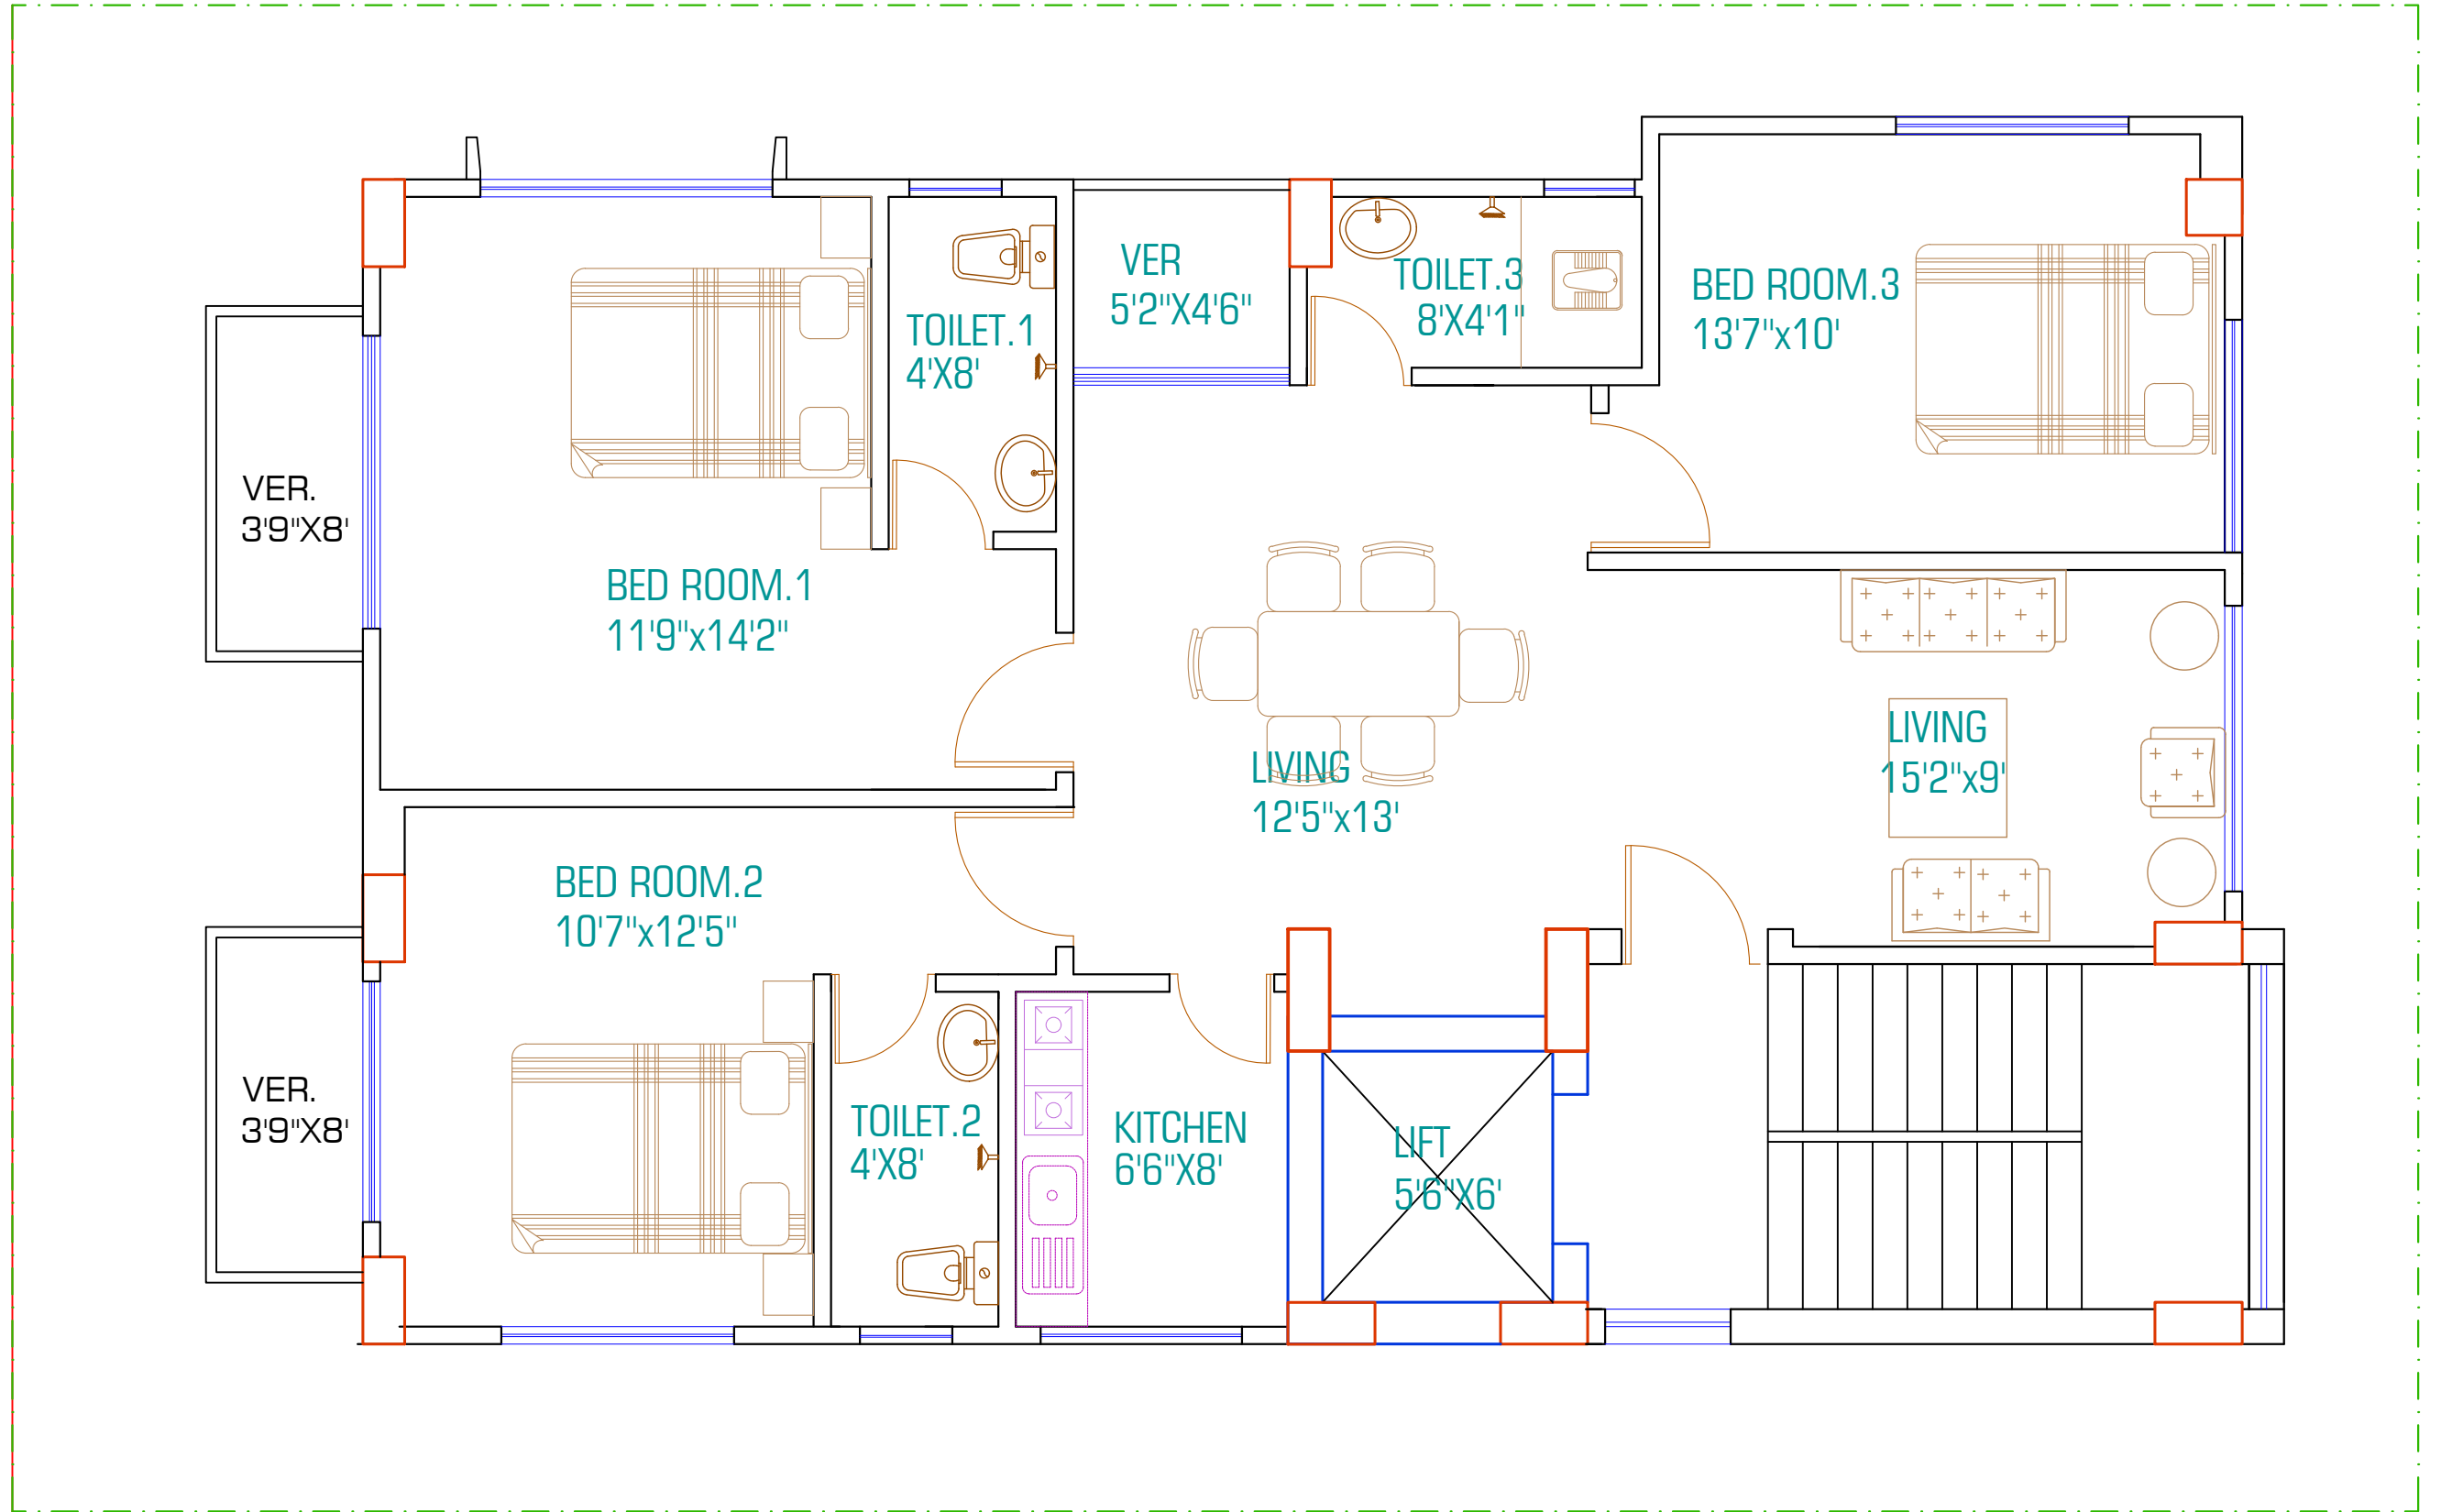 VER
5'2"X4'6"
TOILET.3
8'X4'1"
BED ROOM.3
13'7"x10'
TOILET.1
4'X8'
VER.
3'9"X8'
BED ROOM.1
11'9"x14'2"
LIVING
15'2"x9'
LIVING
12'5"x13'
BED ROOM.2
10'7"x12'5"
VER.
3'9"X8'
TOILET.2
4'X8'
KITCHEN
6'6"X8'
LIFT
5'6"X6'